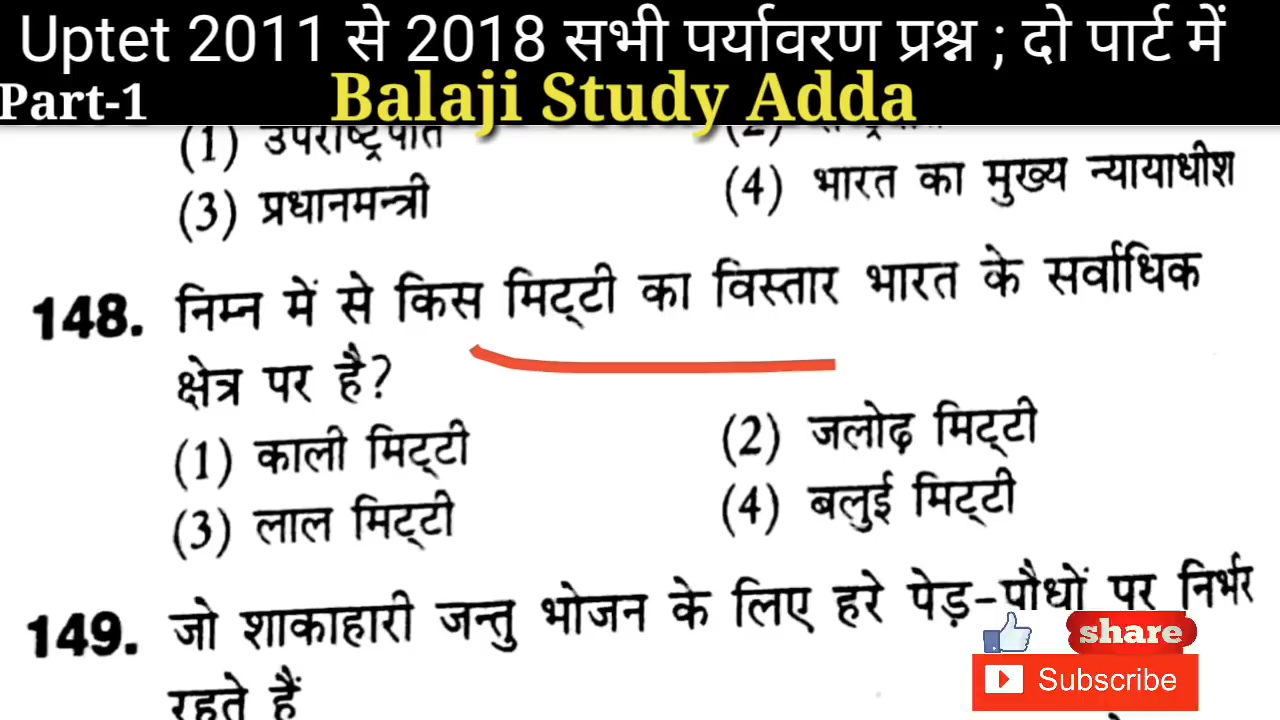 Uptet 2011 से 2018 सभी पर्यावरण प्रश्न ; दो पार्ट में
Part-1 Balaji Study Adda
(1) उपराष्ट्रपति (2)
(3) प्रधानमन्त्री (4) भारत का मुख्य न्यायाधीश
148. निम्न में से किस मिट्टी का विस्तार भारत के सर्वाधिक
क्षेत्र पर है?
(1) काली मिट्टी (2) जलोढ़ मिट्टी
(3) लाल मिट्टी (4) बलुई मिट्टी
149. जो शाकाहारी जन्तु भोजन के लिए हरे पेड़-पौधों पर निर्भर
रहते हैं
share
Subscribe